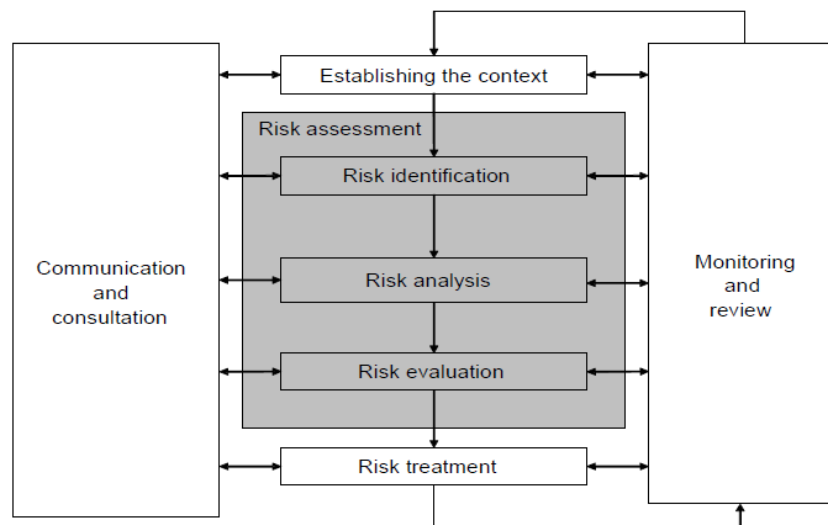 Establishing the context
Risk assessment
Risk identification
Risk analysis
Risk evaluation
Risk treatment
Communication
and
consultation
Monitoring
and
review